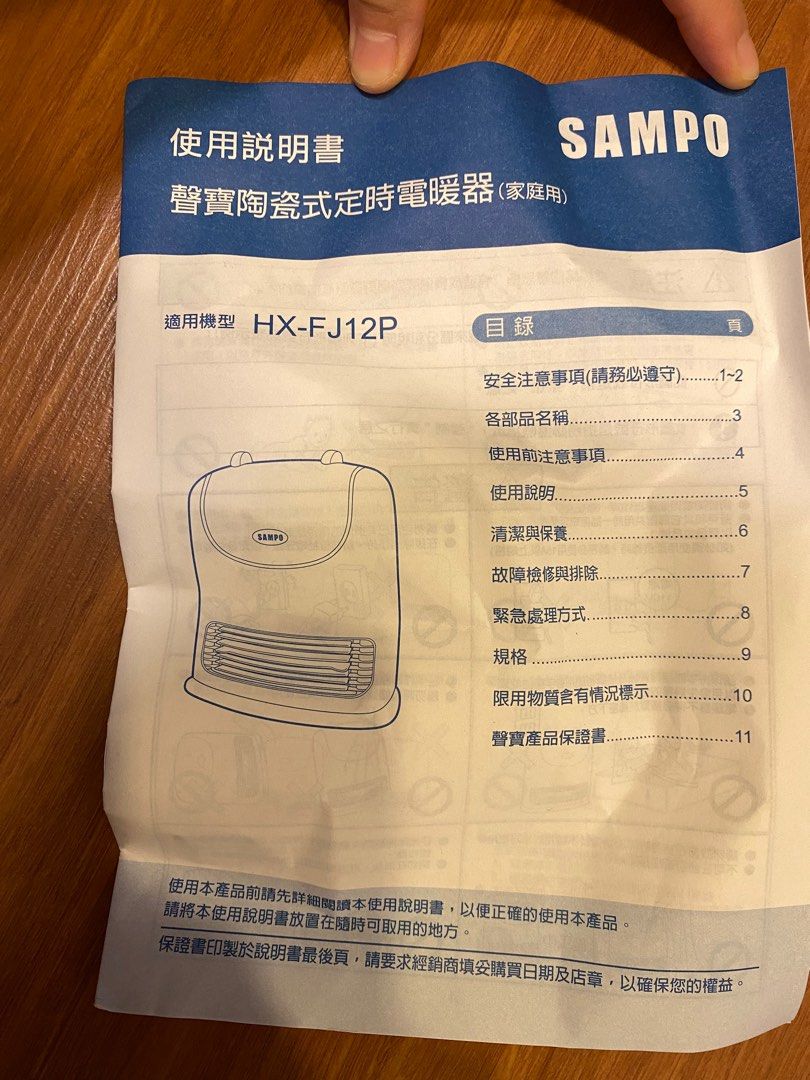 使用説明書
SAMPO
聲寶陶瓷式定時電暖器(家庭用)
適用機型 HX-FJ12P
目錄 頁
安全注意事項(請務必遵守).........1~2
各部品名稱........................................3
使用前注意事項................................4
使用說明............................................5
清潔與保養........................................6
故障檢修與排除................................7
緊急處理方式....................................8
規格..................................................9
限用物質含有情況標示..................10
聲寶產品保證書..............................11
SAMPO
使用本產品前請先詳細閱讀本使用說明書，以便正確的使用本產品。
請將本使用說明書放置在隨時可取用的地方。
保證書印製於說明書最後頁，請要求經銷商填妥購買日期及店章，以確保您的權益。